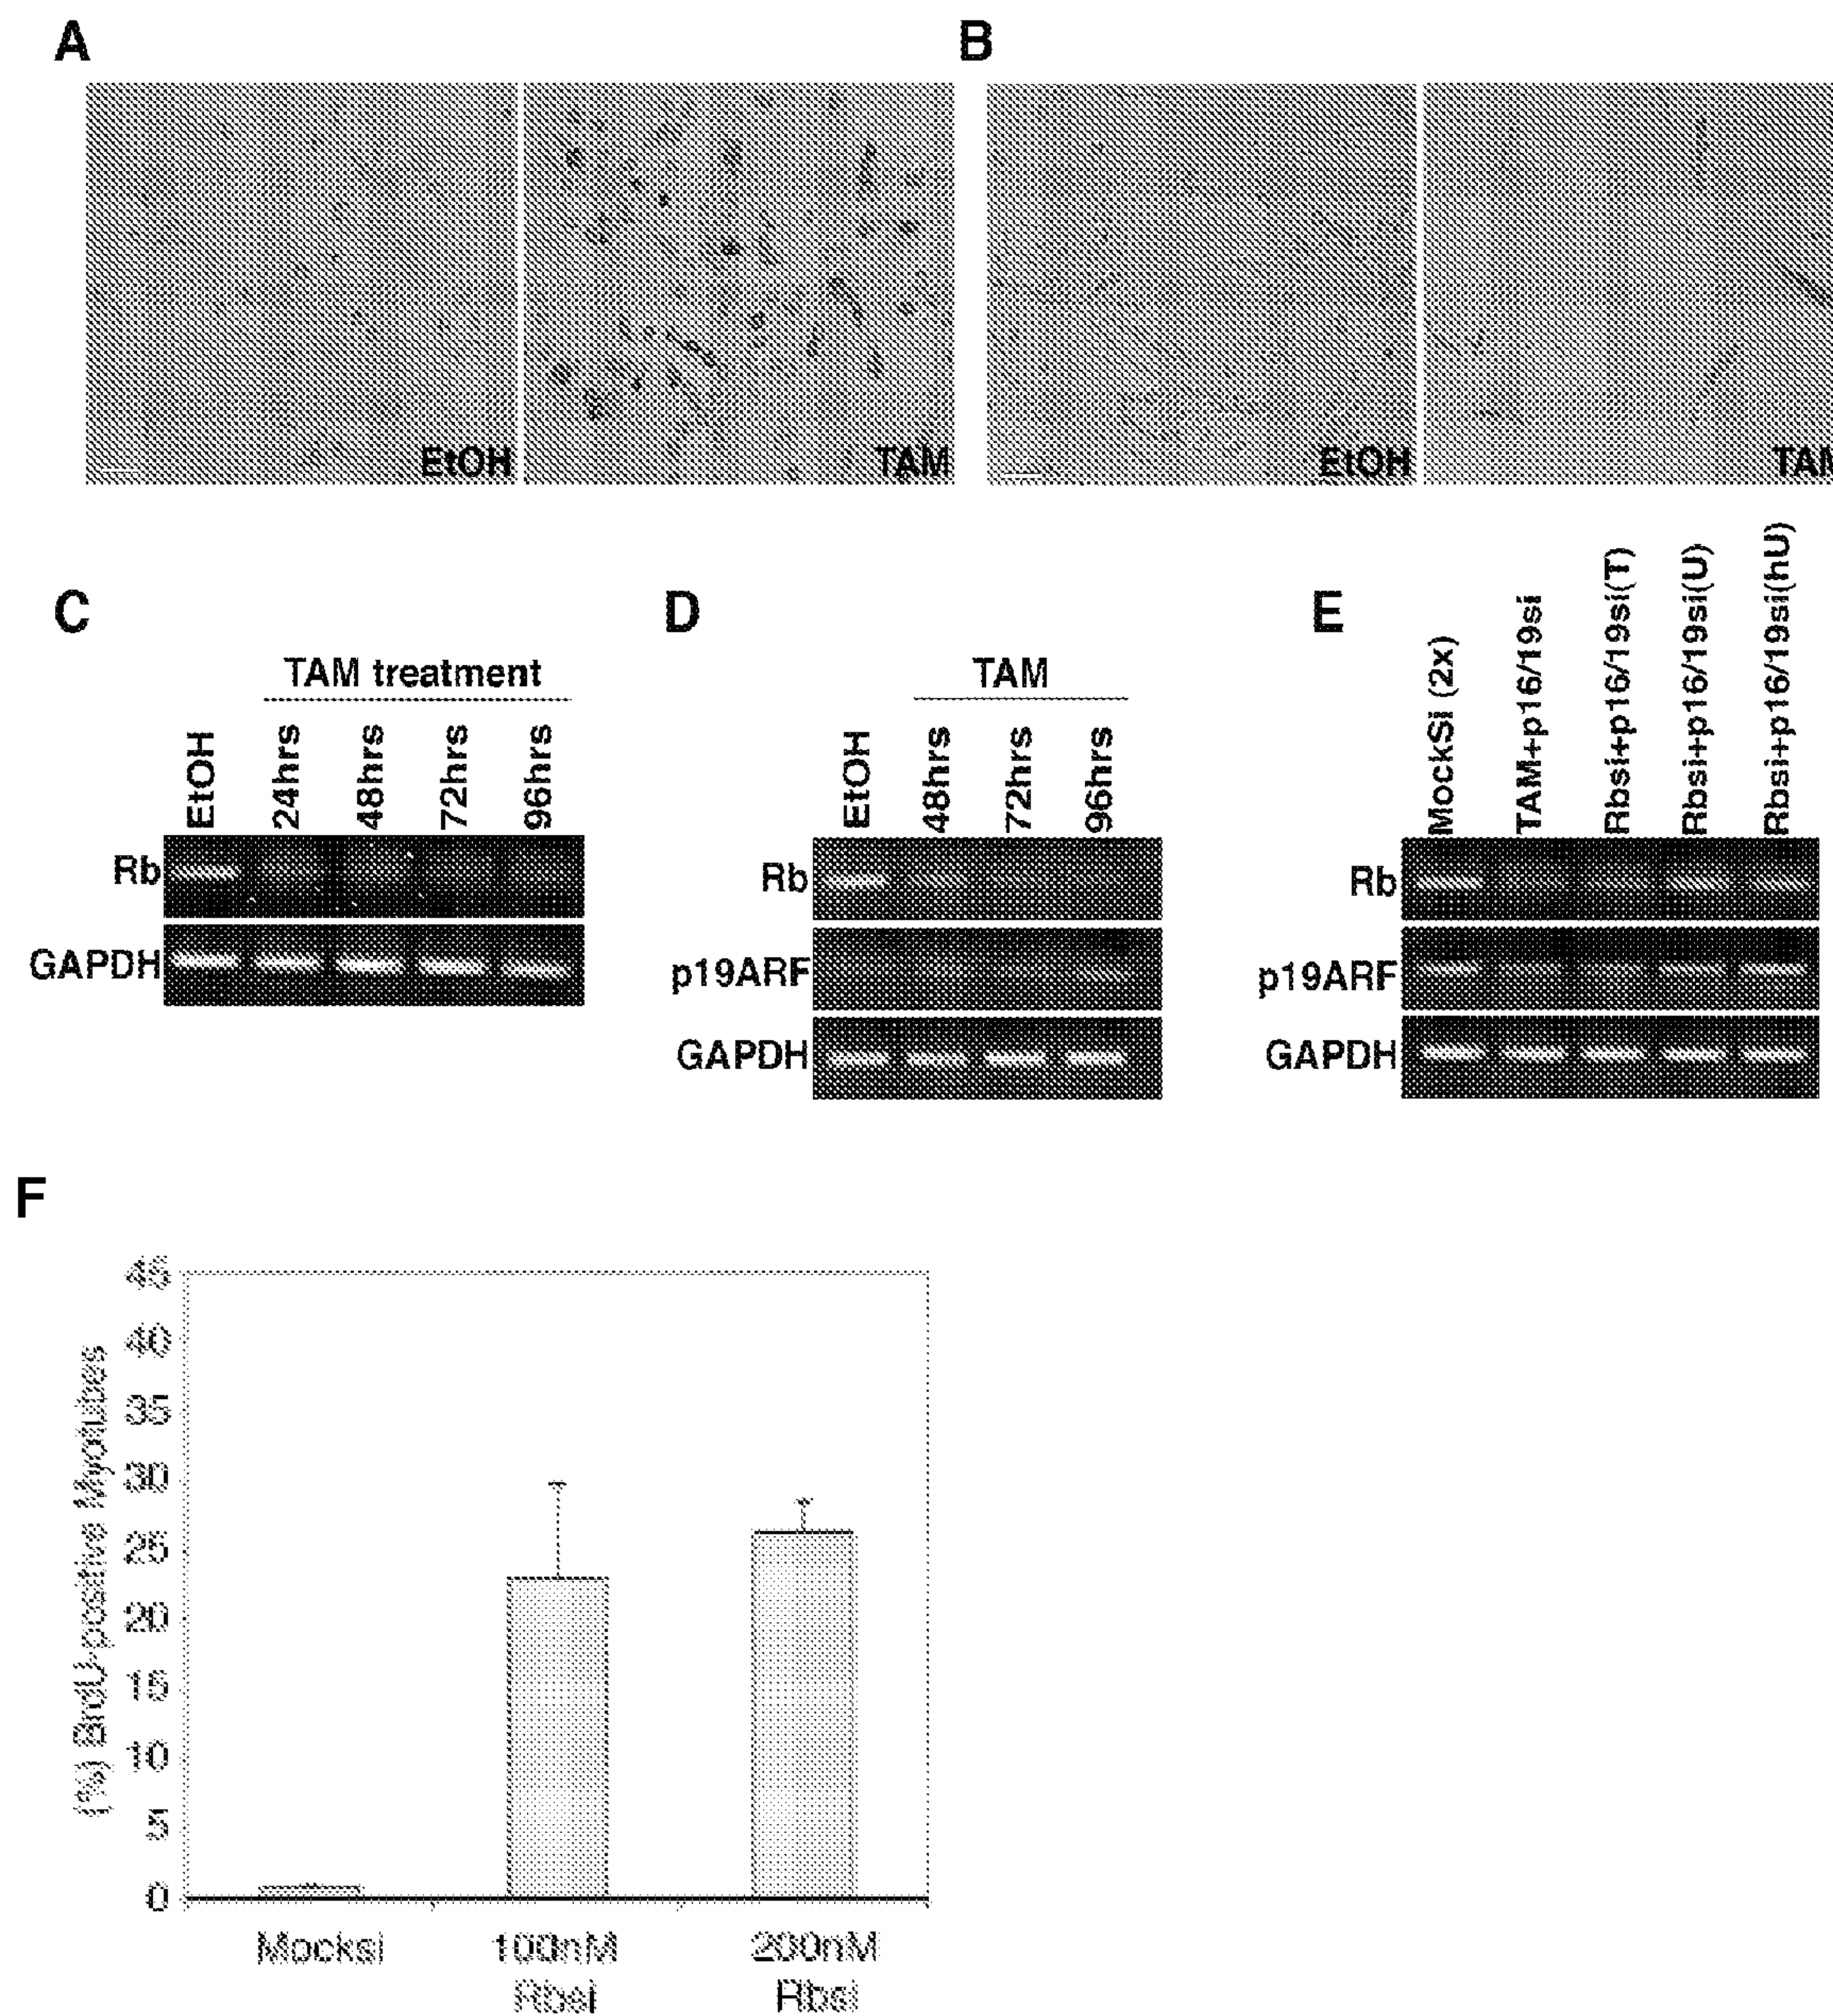 A
B
EtOH
TAM
EtOH
TAM
C
TAM treatment
EtOH
24hrs
48hrs
72hrs
96hrs
Rb
GAPDH
D
TAM
EtOH
48hrs
72hrs
96hrs
Rb
p19ARF
GAPDH
E
MockSi (2x)
TAM+p16/19si
Rbsi+p16/19si(T)
Rbsi+p16/19si(U)
Rbsi+p16/19si(hU)
Rb
p19ARF
GAPDH
F
(%) BrdU-positive Myotubes
45
40
35
30
25
20
15
10
5
0
Mocksi
100nM
Rbsi
200nM
Rbsi